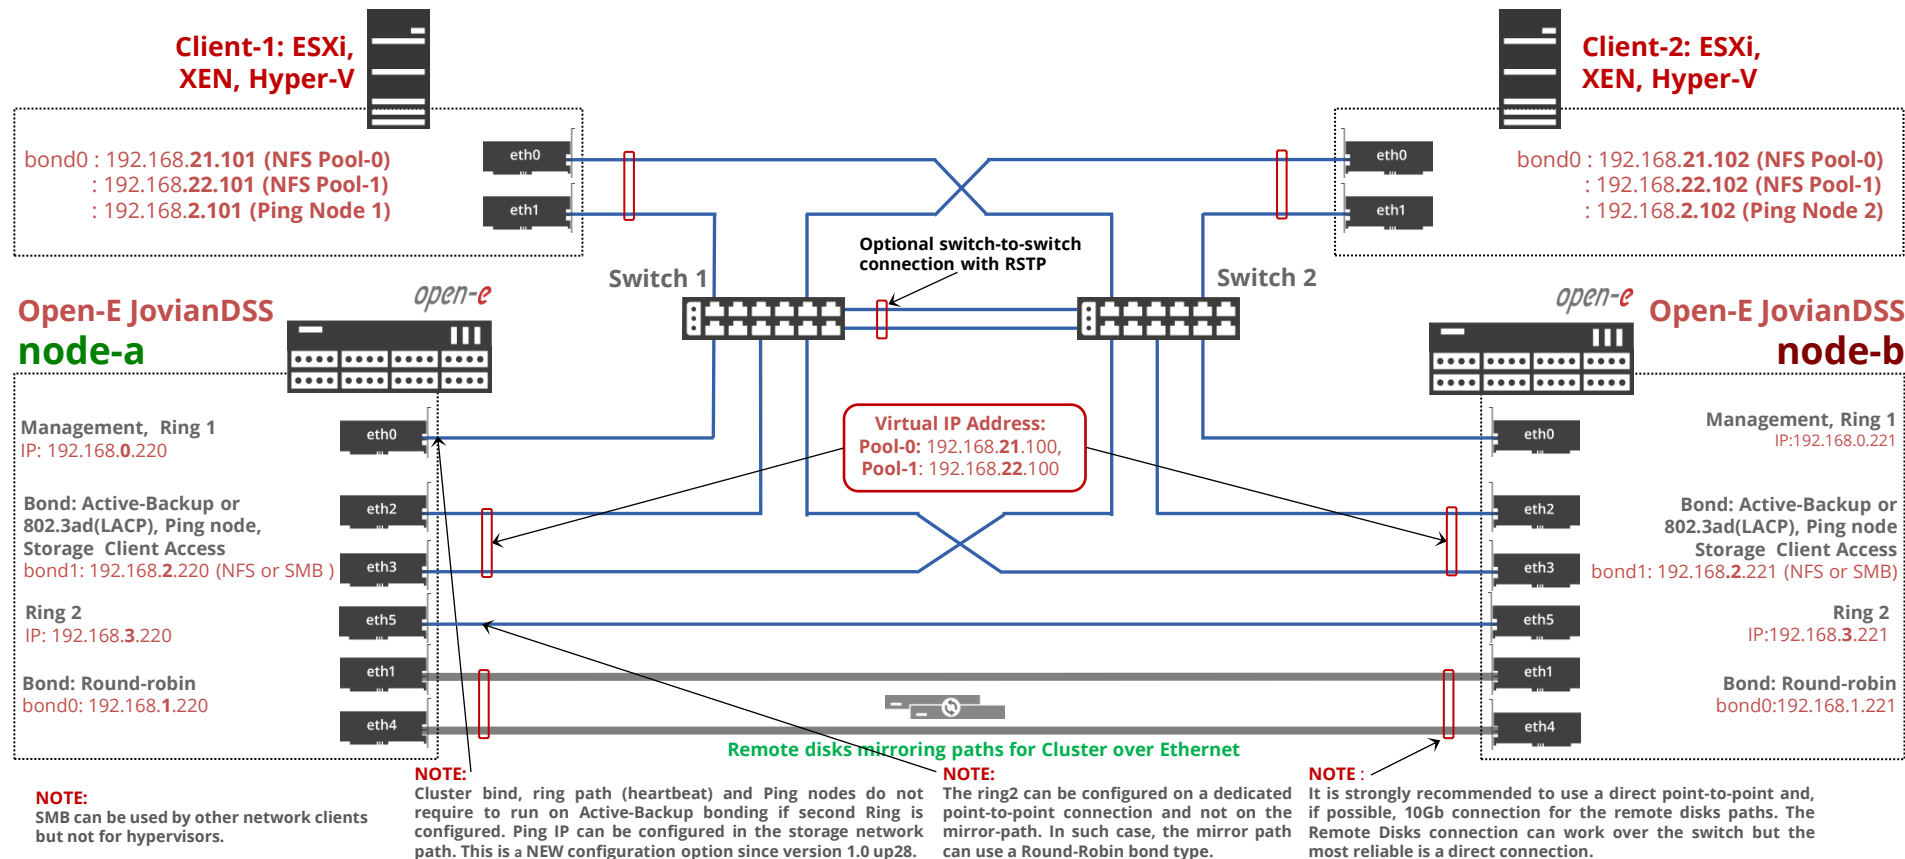 Client-1: ESXi,
XEN, Hyper-V
Client-2: ESXi,
XEN, Hyper-V
bond0 : 192.168.21.101 (NFS Pool-0)
: 192.168.22.101 (NFS Pool-1)
: 192.168.2.101 (Ping Node 1)
eth0
eth1
eth0
eth1
bond0 : 192.168.21.102 (NFS Pool-0)
: 192.168.22.102 (NFS Pool-1)
: 192.168.2.102 (Ping Node 2)
Optional switch-to-switch
connection with RSTP
Switch 1
Switch 2
open-e
Open-E JovianDSS
node-a
open-e
Open-E JovianDSS
node-b
Management, Ring 1
IP: 192.168.0.220
eth0
Bond: Active-Backup or
802.3ad(LACP), Ping node,
Storage Client Access
bond1: 192.168.2.220 (NFS or SMB )
eth2
eth3
Ring 2
IP: 192.168.3.220
eth5
Bond: Round-robin
bond0: 192.168.1.220
eth1
eth4
Virtual IP Address:
Pool-0: 192.168.21.100,
Pool-1: 192.168.22.100
eth0
Management, Ring 1
IP:192.168.0.221
eth2
eth3
Bond: Active-Backup or
802.3ad(LACP), Ping node
Storage Client Access
bond1: 192.168.2.221 (NFS or SMB)
eth5
Ring 2
IP:192.168.3.221
eth1
eth4
Bond: Round-robin
bond0:192.168.1.221
Remote disks mirroring paths for Cluster over Ethernet
NOTE:
SMB can be used by other network clients
but not for hypervisors.
NOTE:
Cluster bind, ring path (heartbeat) and Ping nodes do not
require to run on Active-Backup bonding if second Ring is
configured. Ping IP can be configured in the storage network
path. This is a NEW configuration option since version 1.0 up28.
NOTE:
The ring2 can be configured on a dedicated
point-to-point connection and not on the
mirror-path. In such case, the mirror path
can use a Round-Robin bond type.
NOTE :
It is strongly recommended to use a direct point-to-point and,
if possible, 10Gb connection for the remote disks paths. The
Remote Disks connection can work over the switch but the
most reliable is a direct connection.